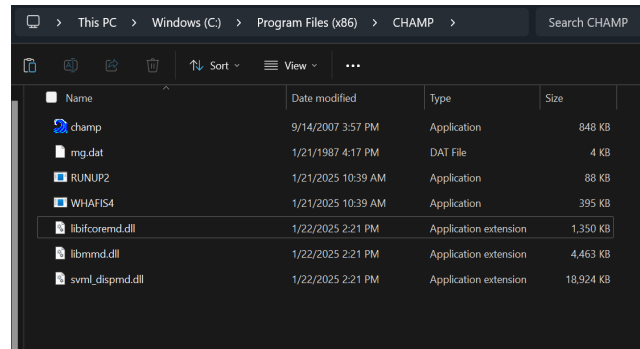 This PC > Windows (C:) > Program Files (x86) > CHAMP > Search CHAMP
Sort View ...
Name Date modified Type Size
champ 9/14/2007 3:57 PM Application 848 KB
mg.dat 1/21/1987 4:17 PM DAT File 4 KB
RUNUP2 1/21/2025 10:39 AM Application 88 KB
WHAFIS4 1/21/2025 10:39 AM Application 395 KB
libifcoremd.dll 1/22/2025 2:21 PM Application extension 1,350 KB
libmmd.dll 1/22/2025 2:21 PM Application extension 4,463 KB
svml_dispmd.dll 1/22/2025 2:21 PM Application extension 18,924 KB